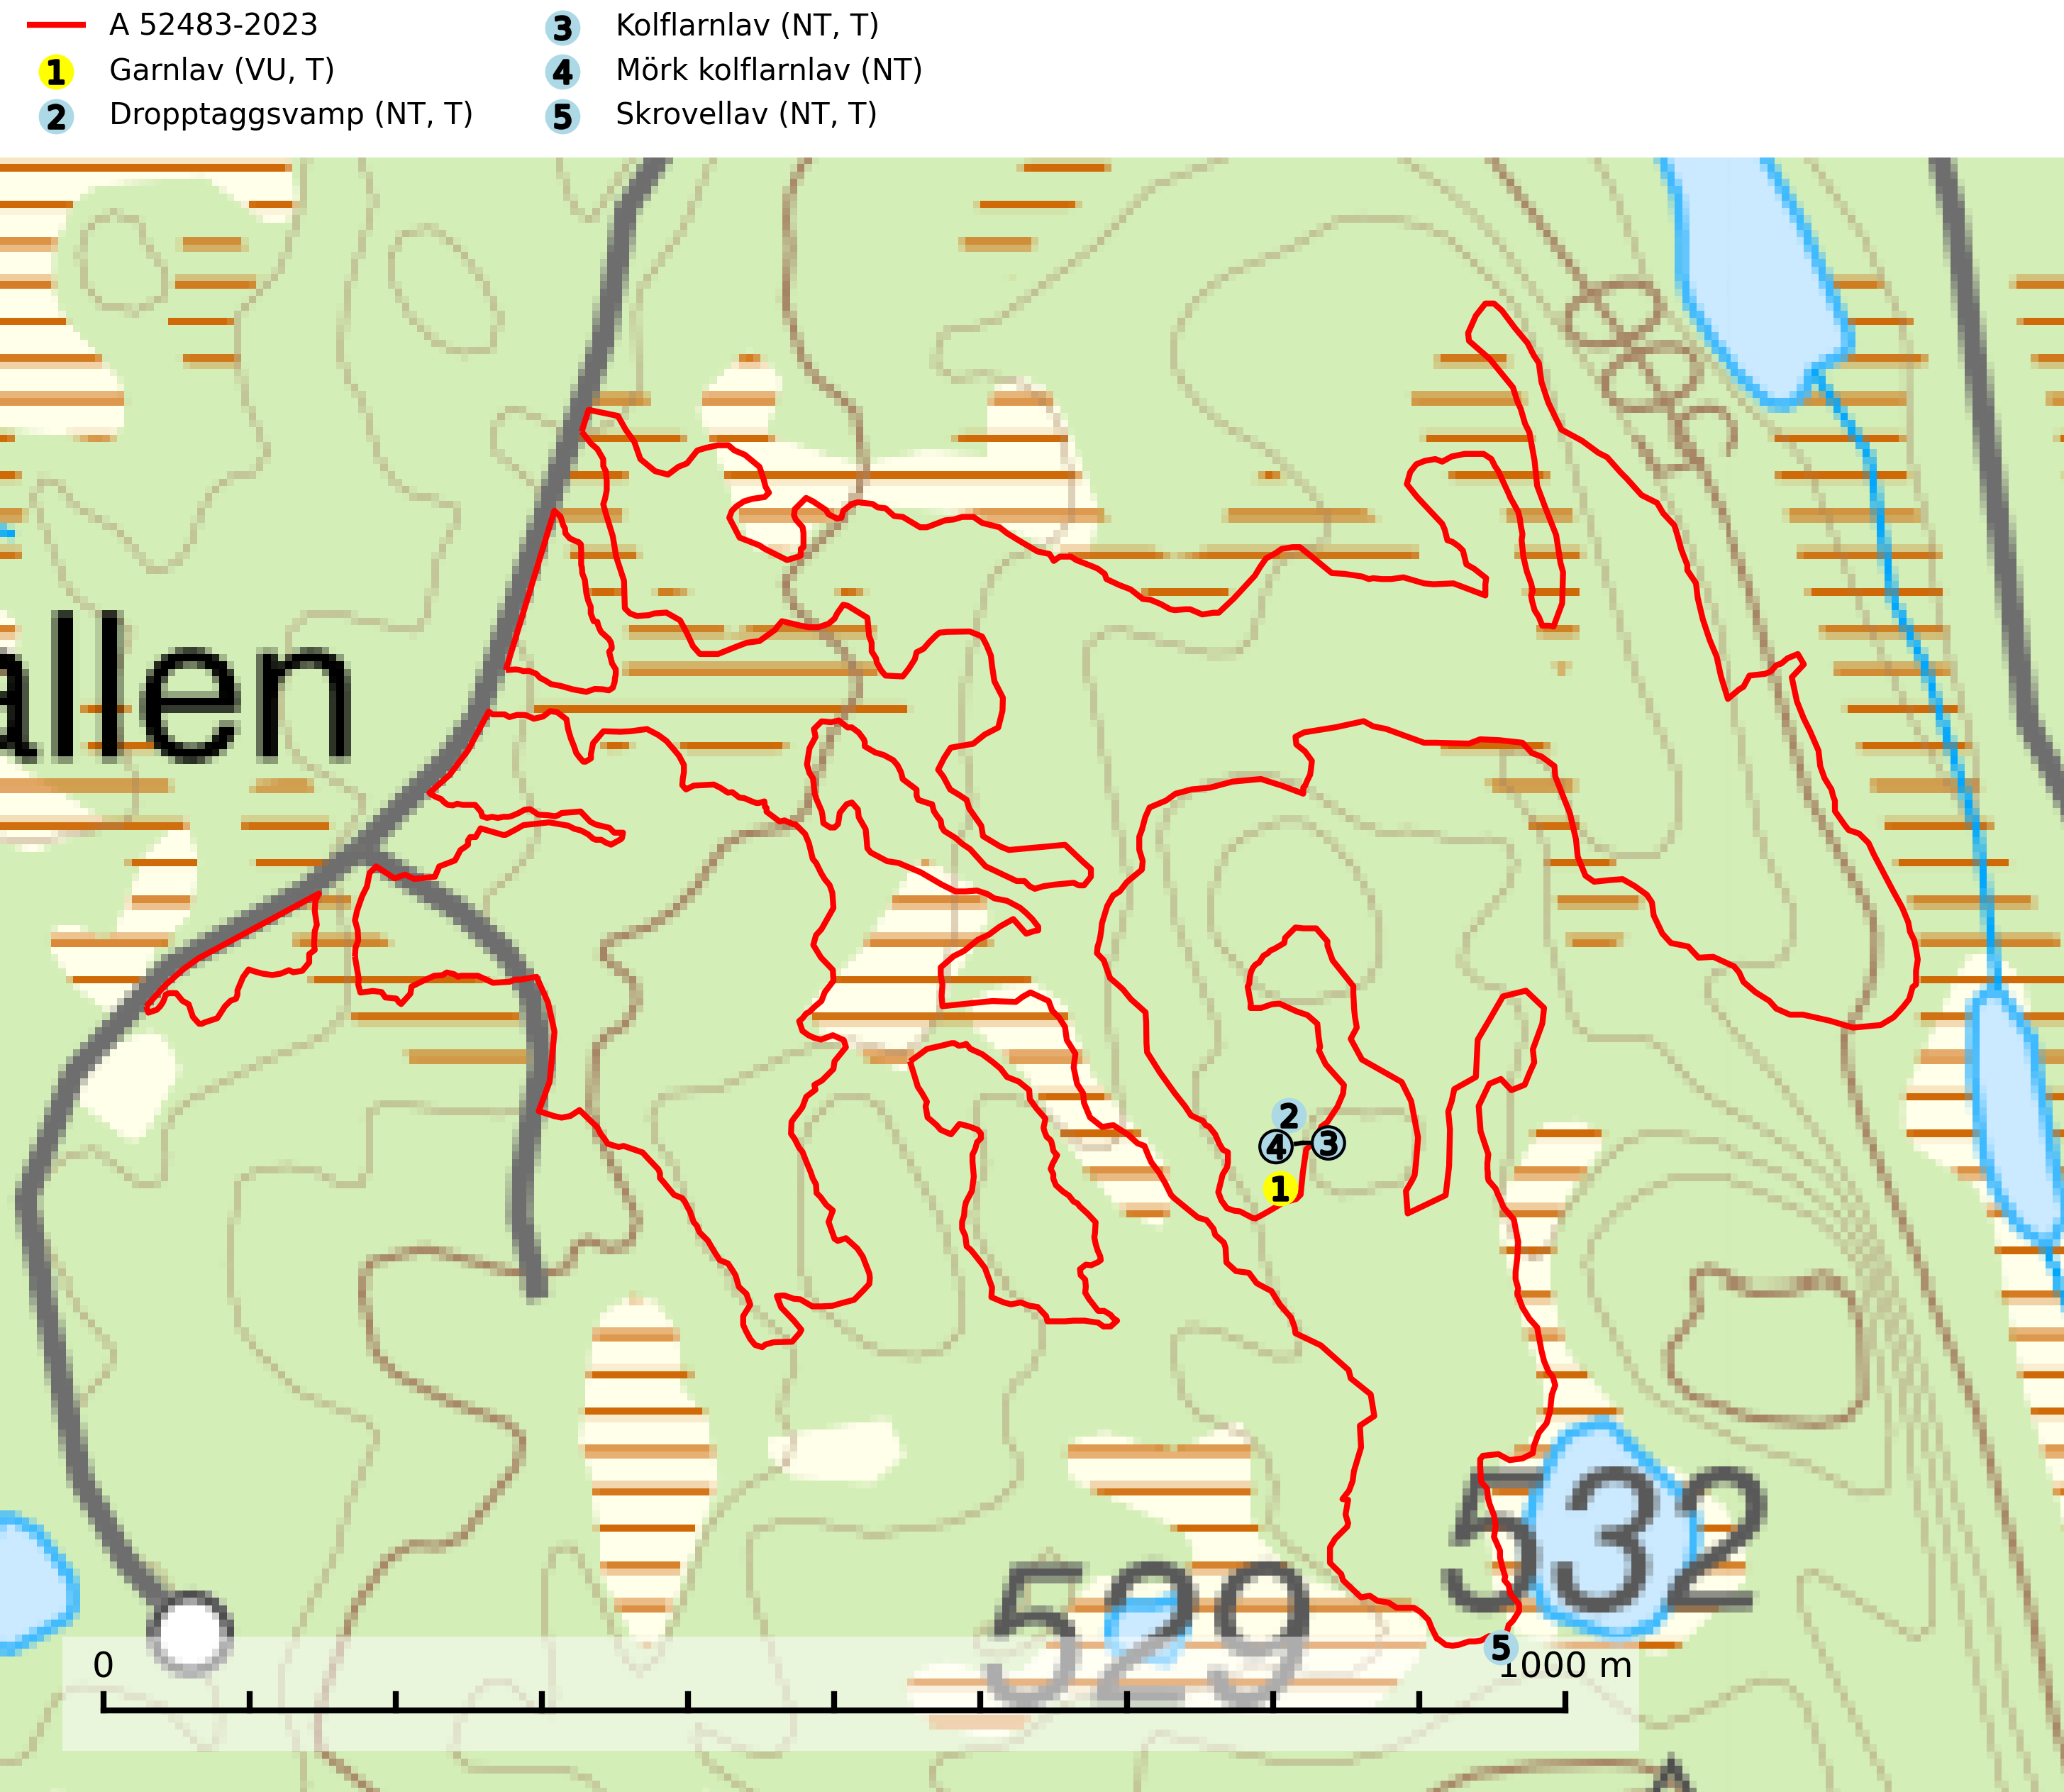 A 52483-2023
1 Garnlav (VU, T)
2 Dropptaggsvamp (NT, T)
3 Kolflarnlav (NT, T)
4 Mörk kolflarnlav (NT)
5 Skrovellav (NT, T)
allen
2
4 3
1
532
529
5
0 1000 m